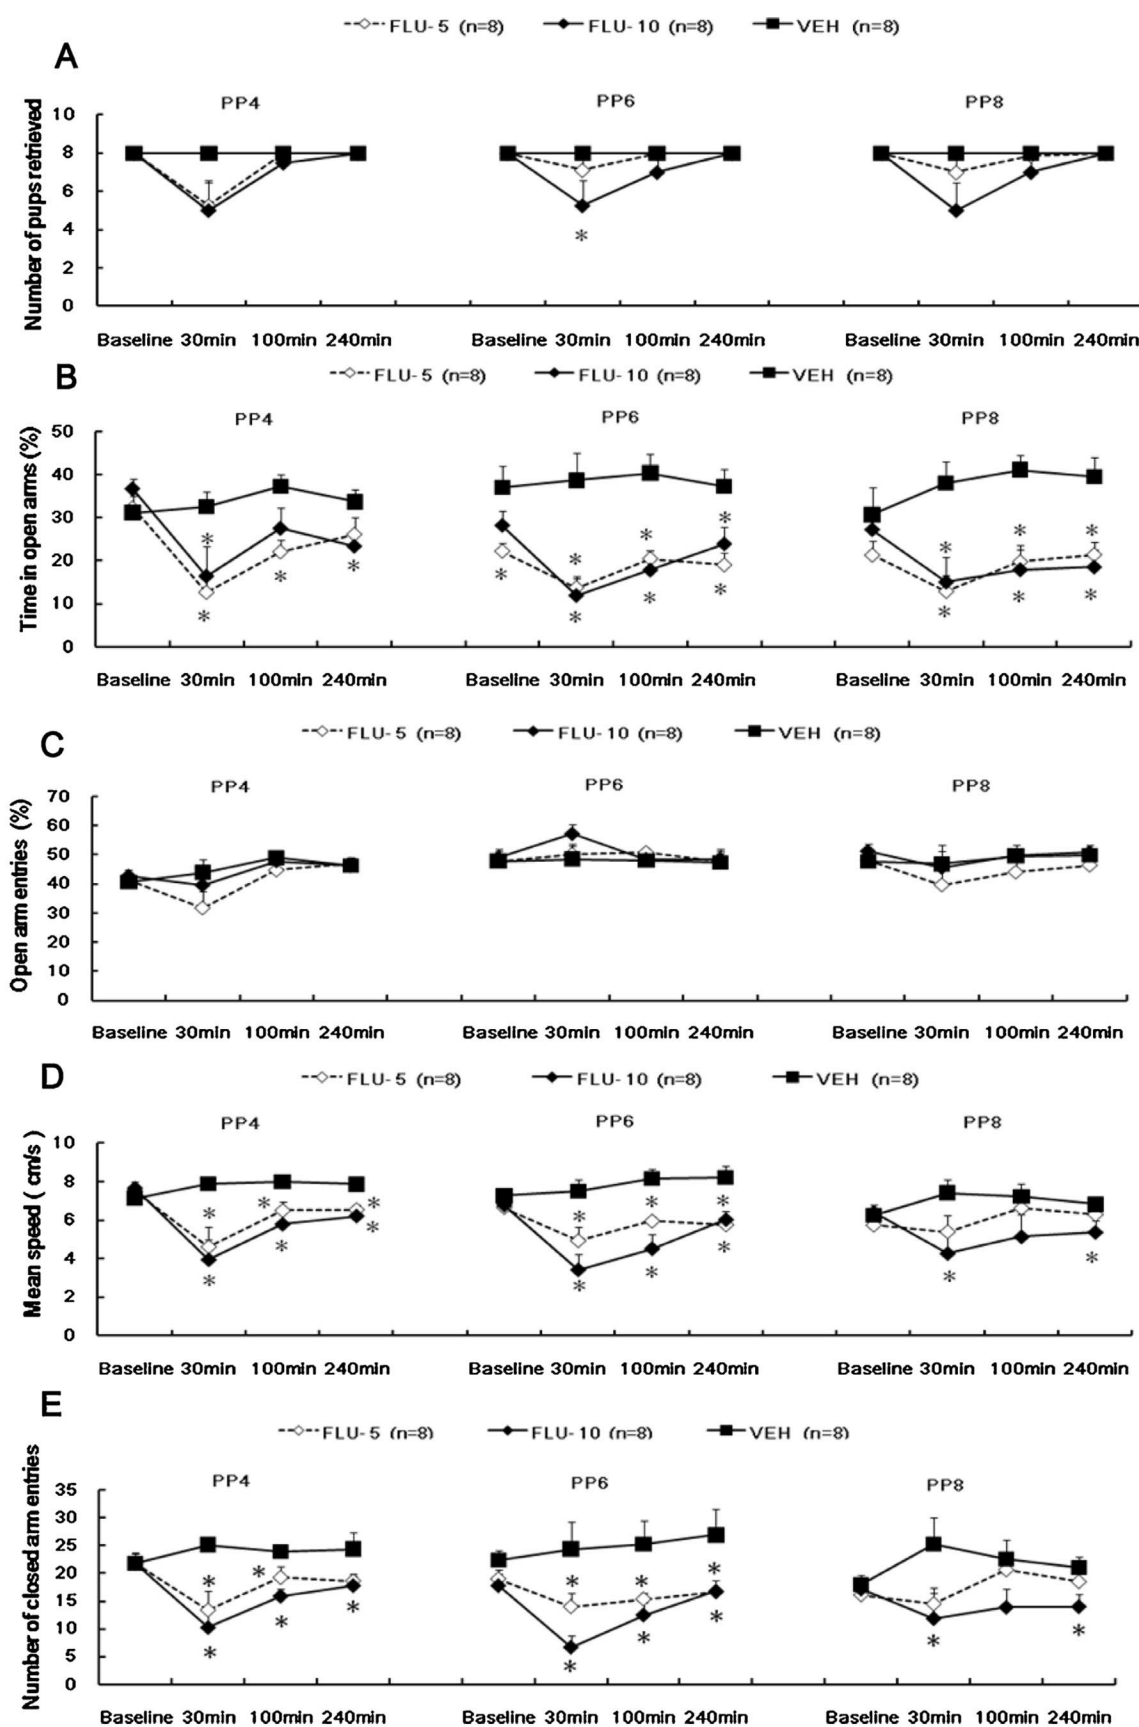 FLU-5 (n=8) FLU-10 (n=8) VEH (n=8)
A
PP4 PP6 PP8
Number of pups retrieved
10
8
6
4
2
0
Baseline 30min 100min 240min Baseline 30min 100min 240min Baseline 30min 100min 240min
B
FLU-5 (n=8) FLU-10 (n=8) VEH (n=8)
PP4 PP6 PP8
Time in open arms (%)
50
40
30
20
10
0
* * * * * * * * * * * * * * * *
Baseline 30min 100min 240min Baseline 30min 100min 240min Baseline 30min 100min 240min
C
FLU-5 (n=8) FLU-10 (n=8) VEH (n=8)
PP4 PP6 PP8
Open arm entries (%)
70
60
50
40
30
20
10
0
Baseline 30min 100min 240min Baseline 30min 100min 240min Baseline 30min 100min 240min
D
FLU-5 (n=8) FLU-10 (n=8) VEH (n=8)
PP4 PP6 PP8
Mean speed ( cm/s )
10
8
6
4
2
0
Baseline 30min 100min 240min Baseline 30min 100min 240min Baseline 30min 100min 240min
E
FLU-5 (n=8) FLU-10 (n=8) VEH (n=8)
PP4 PP6 PP8
Number of closed arm entries
35
30
25
20
15
10
5
0
Baseline 30min 100min 240min Baseline 30min 100min 240min Baseline 30min 100min 240min